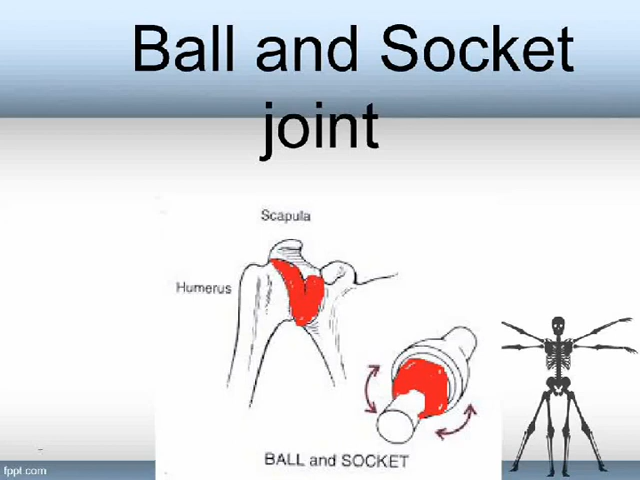 Ball and Socket
joint
Scapula
Humerus
BALL and SOCKET
fppt.com